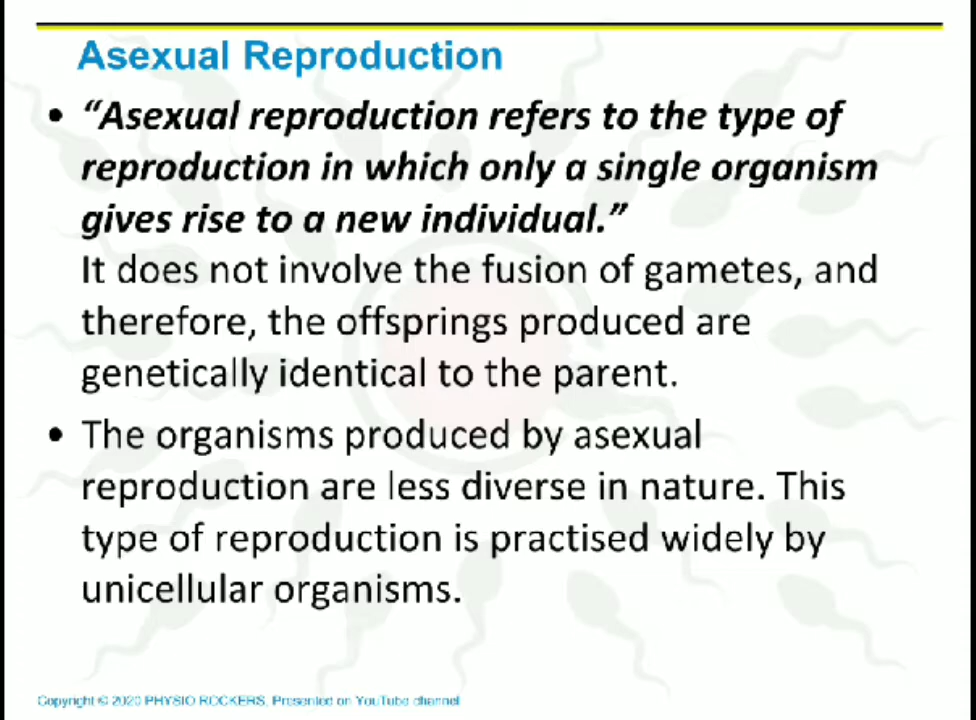 Asexual Reproduction
• “Asexual reproduction refers to the type of
reproduction in which only a single organism
gives rise to a new individual.”
It does not involve the fusion of gametes, and
therefore, the offsprings produced are
genetically identical to the parent.
• The organisms produced by asexual
reproduction are less diverse in nature. This
type of reproduction is practised widely by
unicellular organisms.
Copyright © 2020 PHYSIO ROCKERS, Presented on YouTube channel